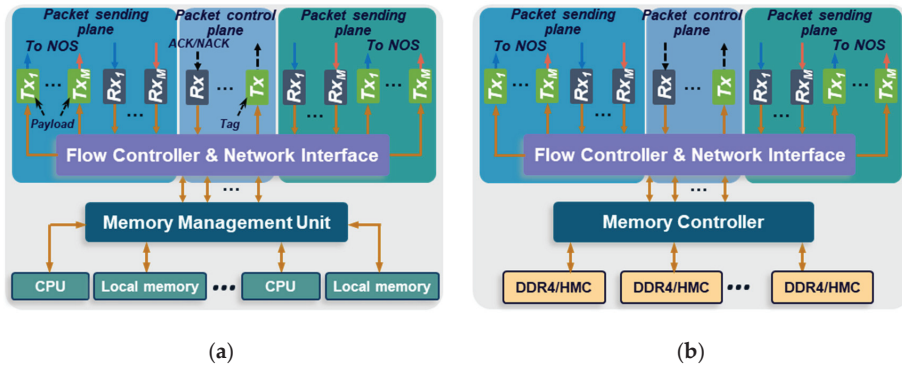 Packet sending plane
Packet control plane
Packet sending plane
To NOS
ACK/NACK
To NOS
Tx1
...
TxM
Rx1
RxM
Rx
...
Tx
Rx1
RxM
Tx1
...
TxM
Payload
...
Tag
...
Flow Controller & Network Interface
...
Memory Management Unit
CPU
Local memory
...
CPU
Local memory
(a)
Packet sending plane
Packet control plane
Packet sending plane
To NOS
To NOS
Tx1
...
TxM
Rx1
RxM
Rx
...
Tx
Rx1
RxM
Tx1
...
TxM
...
...
Flow Controller & Network Interface
...
Memory Controller
DDR4/HMC
DDR4/HMC
...
DDR4/HMC
(b)